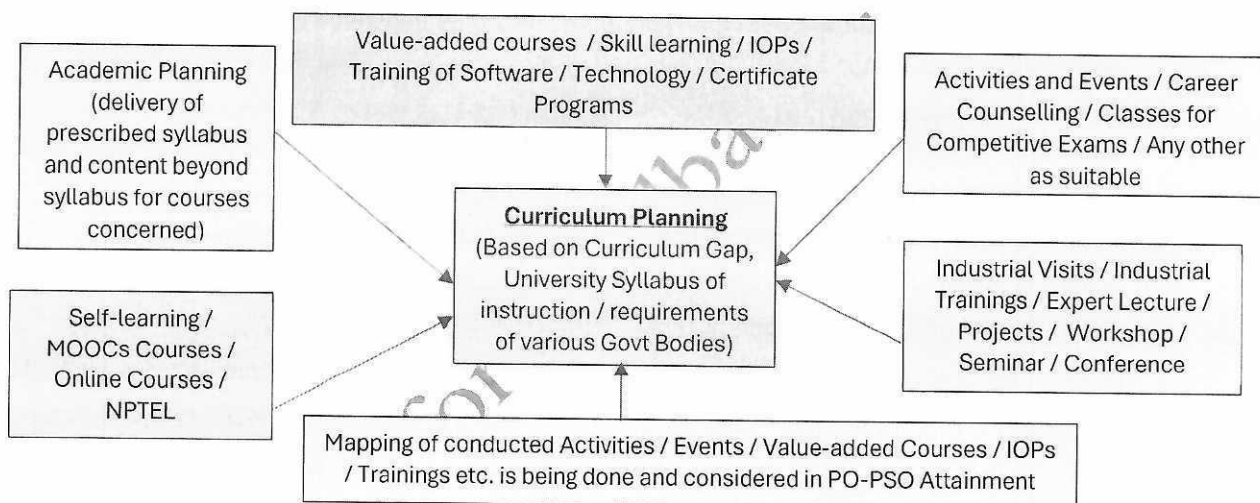 Value-added courses / Skill learning / IOPs /
Training of Software / Technology / Certificate
Programs
Academic Planning
(delivery of
prescribed syllabus
and content beyond
syllabus for courses
concerned)
Activities and Events / Career
Counselling / Classes for
Competitive Exams / Any other
as suitable
Curriculum Planning
(Based on Curriculum Gap,
University Syllabus of
instruction / requirements
of various Govt Bodies)
Self-learning /
MOOCs Courses /
Online Courses /
NPTEL
Industrial Visits / Industrial
Trainings / Expert Lecture /
Projects / Workshop /
Seminar / Conference
Mapping of conducted Activities / Events / Value-added Courses / IOPs
/ Trainings etc. is being done and considered in PO-PSO Attainment
for